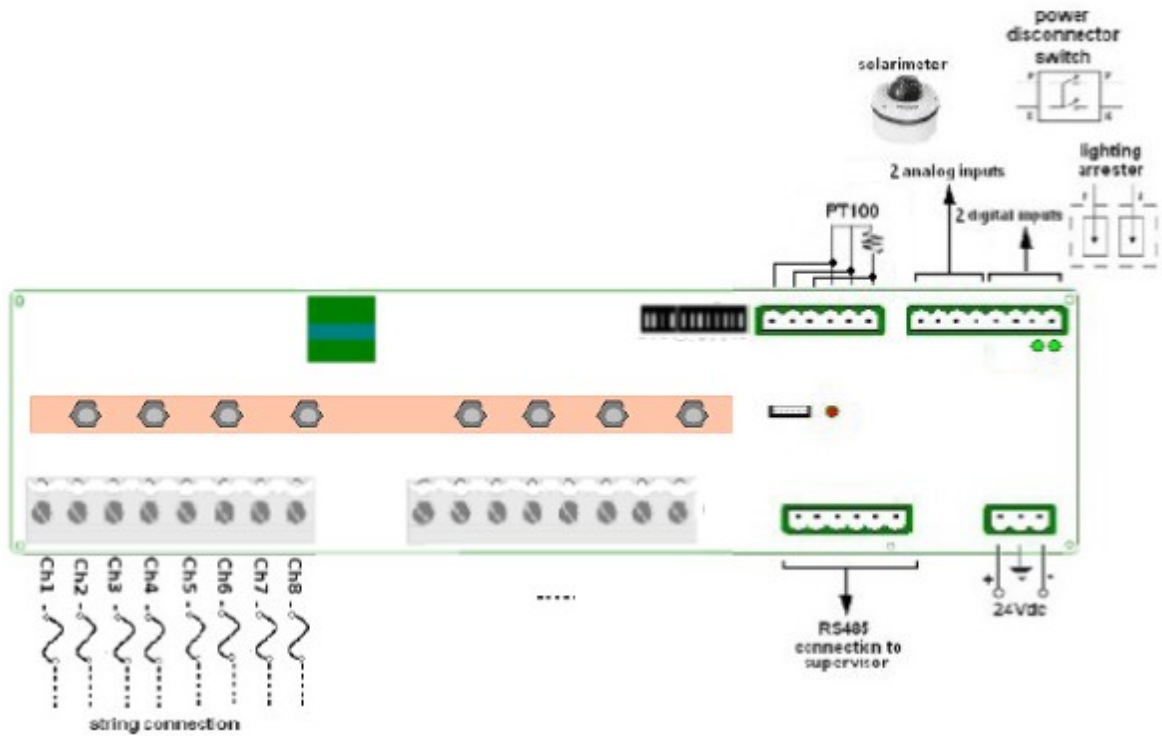 power
disconnector
switch
solarimeter
lighting
arrester
2 analog inputs
PT100
2 digital inputs
Ch1 -
Ch2 -
Ch3 -
Ch4 -
Ch5 -
Ch6 -
Ch7 -
Ch8 -
+ -
24Vdc
RS485
connection to
supervisor
string connection